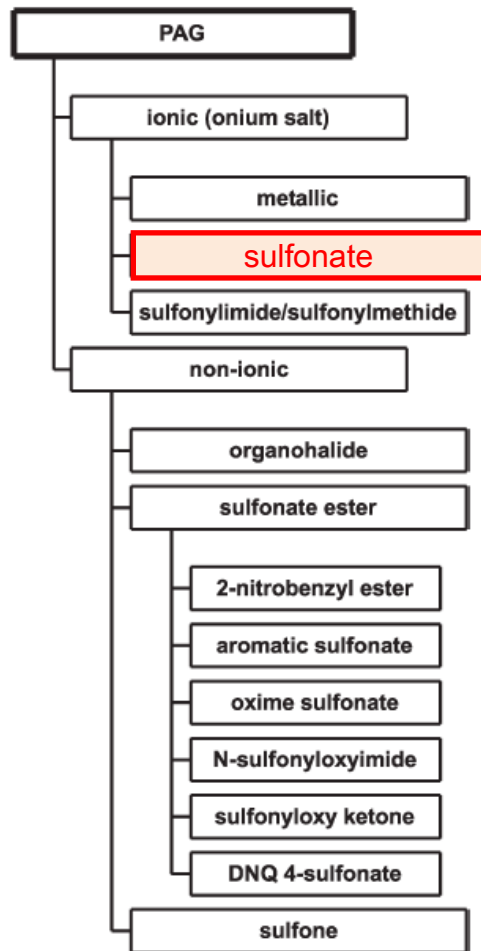 PAG
ionic (onium salt)
metallic
sulfonate
sulfonylimide/sulfonylmethide
non-ionic
organohalide
sulfonate ester
2-nitrobenzyl ester
aromatic sulfonate
oxime sulfonate
N-sulfonyloxyimide
sulfonyloxy ketone
DNQ 4-sulfonate
sulfone